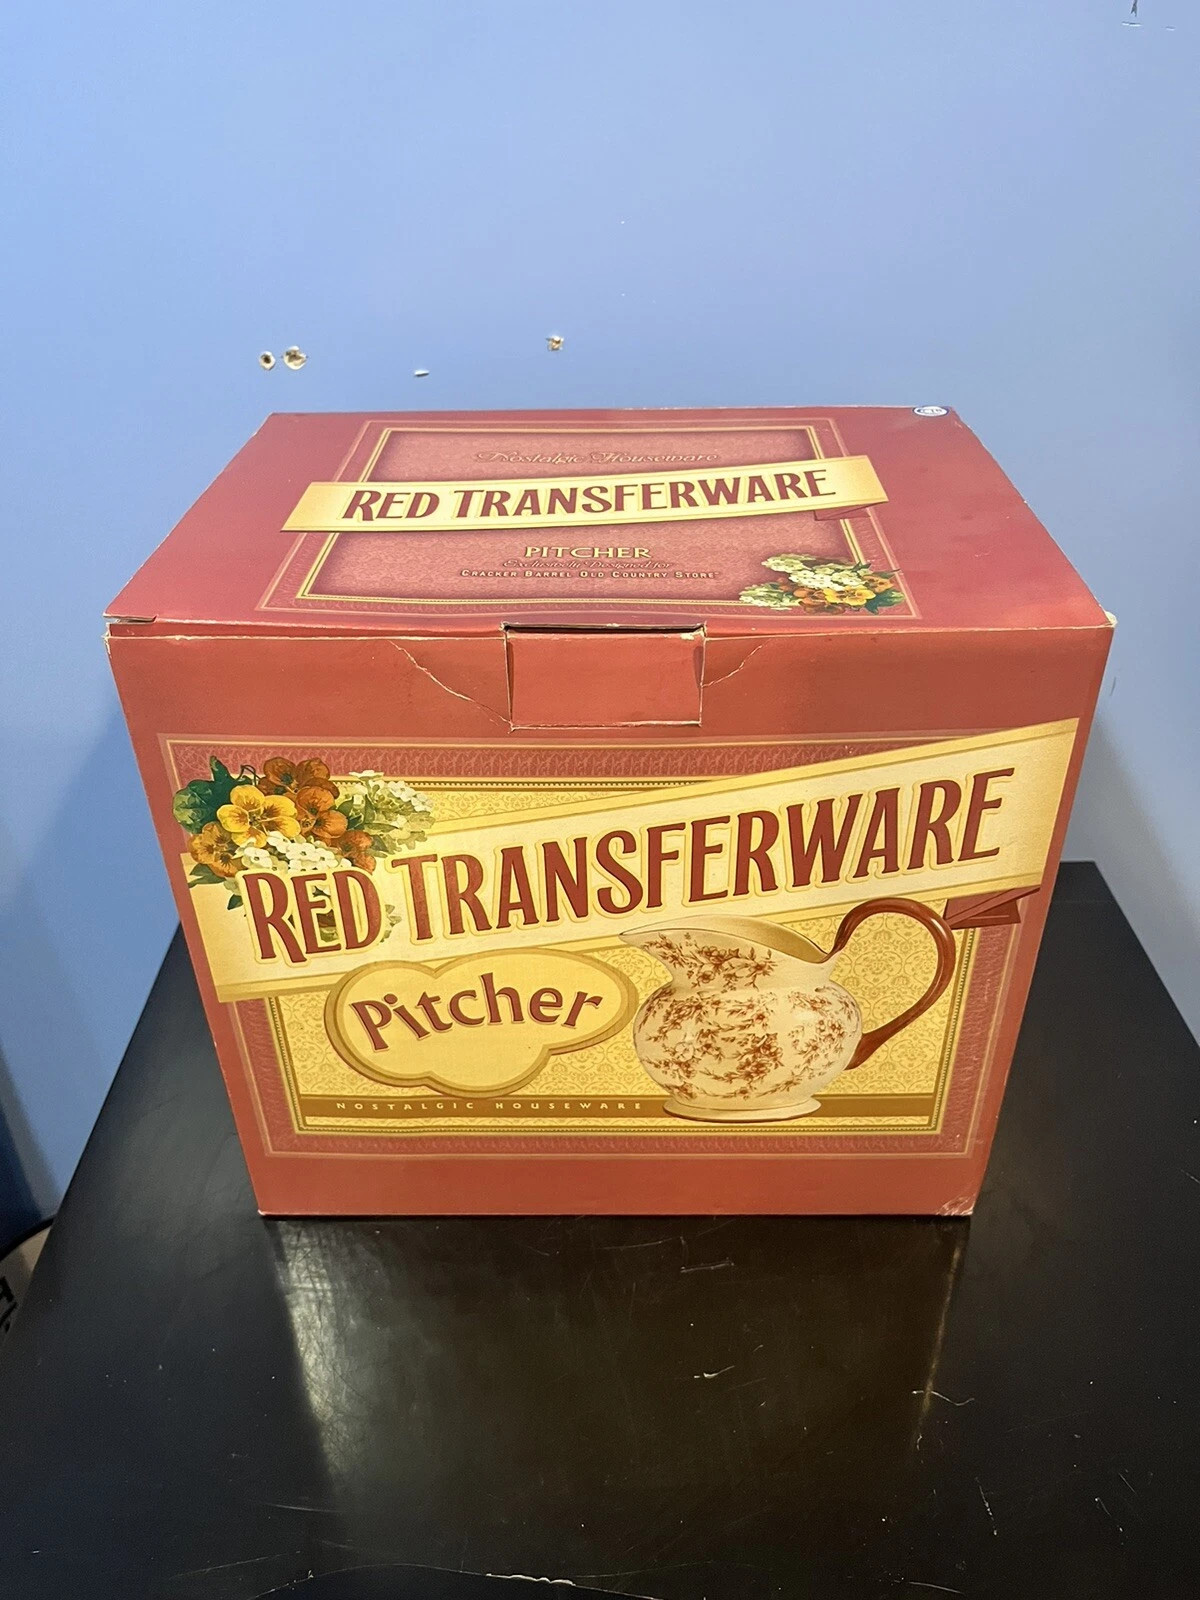 Nostalgic Houseware
RED TRANSFERWARE
PITCHER
Exclusively Designed for
CRACKER BARREL OLD COUNTRY STORE
RED TRANSFERWARE
Pitcher
NOSTALGIC HOUSEWARE